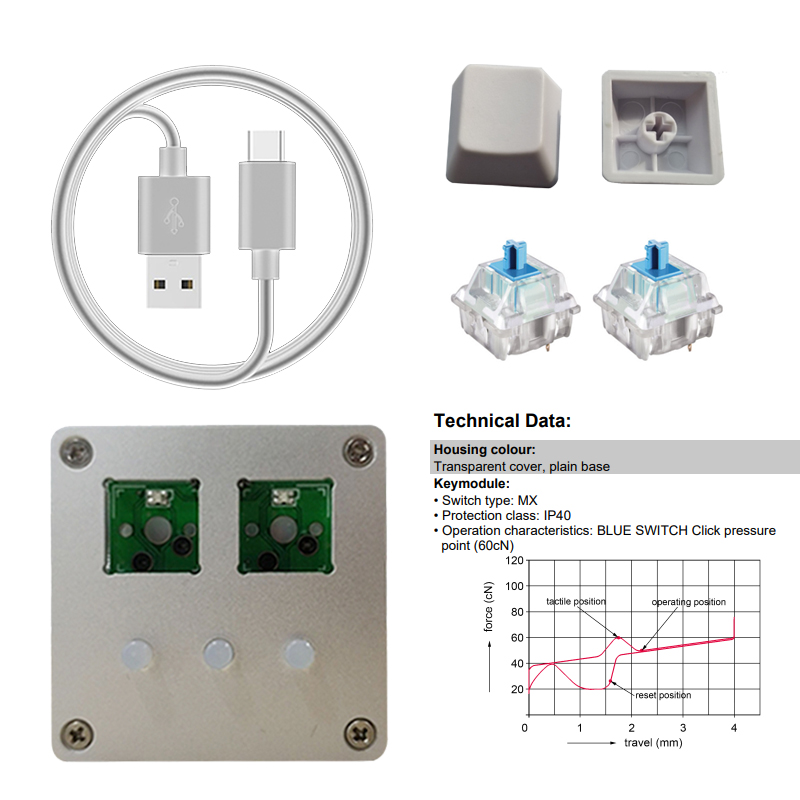 Technical Data:
Housing colour:
Transparent cover, plain base
Keymodule:
• Switch type: MX
• Protection class: IP40
• Operation characteristics: BLUE SWITCH Click pressure
point (60cN)
120
100
80
60
40
20
force (cN)
tactile position
operating position
reset position
0 1 2 3 4
travel (mm)